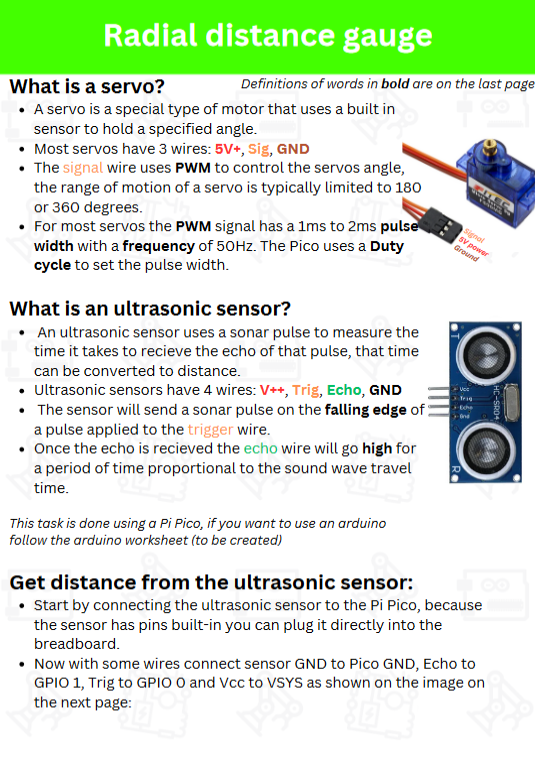 Radial distance gauge
What is a servo?
Definitions of words in bold are on the last page
A servo is a special type of motor that uses a built in
sensor to hold a specified angle.
Most servos have 3 wires: 5V+, Sig, GND
The signal wire uses PWM to control the servos angle,
the range of motion of a servo is typically limited to 180
or 360 degrees.
For most servos the PWM signal has a 1ms to 2ms pulse
width with a frequency of 50Hz. The Pico uses a Duty
cycle to set the pulse width.
Signal
5V power
Ground
What is an ultrasonic sensor?
An ultrasonic sensor uses a sonar pulse to measure the
time it takes to recieve the echo of that pulse, that time
can be converted to distance.
Ultrasonic sensors have 4 wires: V++, Trig, Echo, GND
The sensor will send a sonar pulse on the falling edge of
a pulse applied to the trigger wire.
Once the echo is recieved the echo wire will go high for
a period of time proportional to the sound wave travel
time.
T
Vcc
Trig
Echo
Gnd
HC-SR04
R
This task is done using a Pi Pico, if you want to use an arduino
follow the arduino worksheet (to be created)
Get distance from the ultrasonic sensor:
Start by connecting the ultrasonic sensor to the Pi Pico, because
the sensor has pins built-in you can plug it directly into the
breadboard.
Now with some wires connect sensor GND to Pico GND, Echo to
GPIO 1, Trig to GPIO 0 and Vcc to VSYS as shown on the image on
the next page: